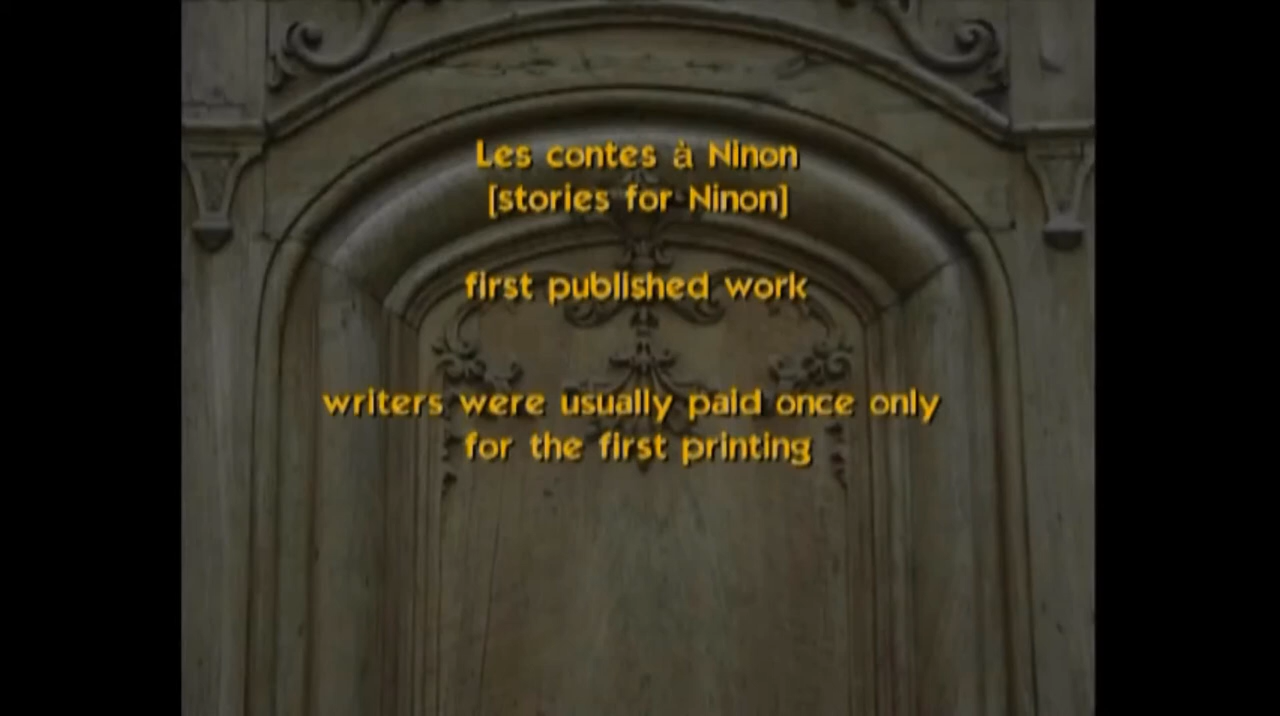 Les contes à Ninon
[stories for Ninon]
first published work
writers were usually paid once only
for the first printing